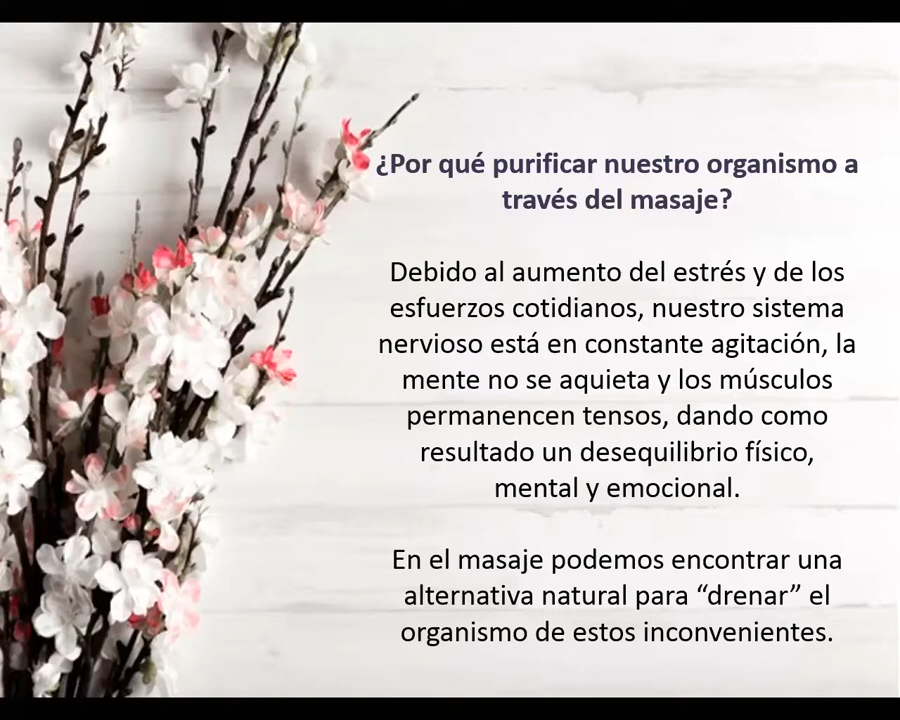 ¿Por qué purificar nuestro organismo a
través del masaje?
Debido al aumento del estrés y de los
esfuerzos cotidianos, nuestro sistema
nervioso está en constante agitación, la
mente no se aquieta y los músculos
permanencen tensos, dando como
resultado un desequilibrio físico,
mental y emocional.
En el masaje podemos encontrar una
alternativa natural para “drenar” el
organismo de estos inconvenientes.